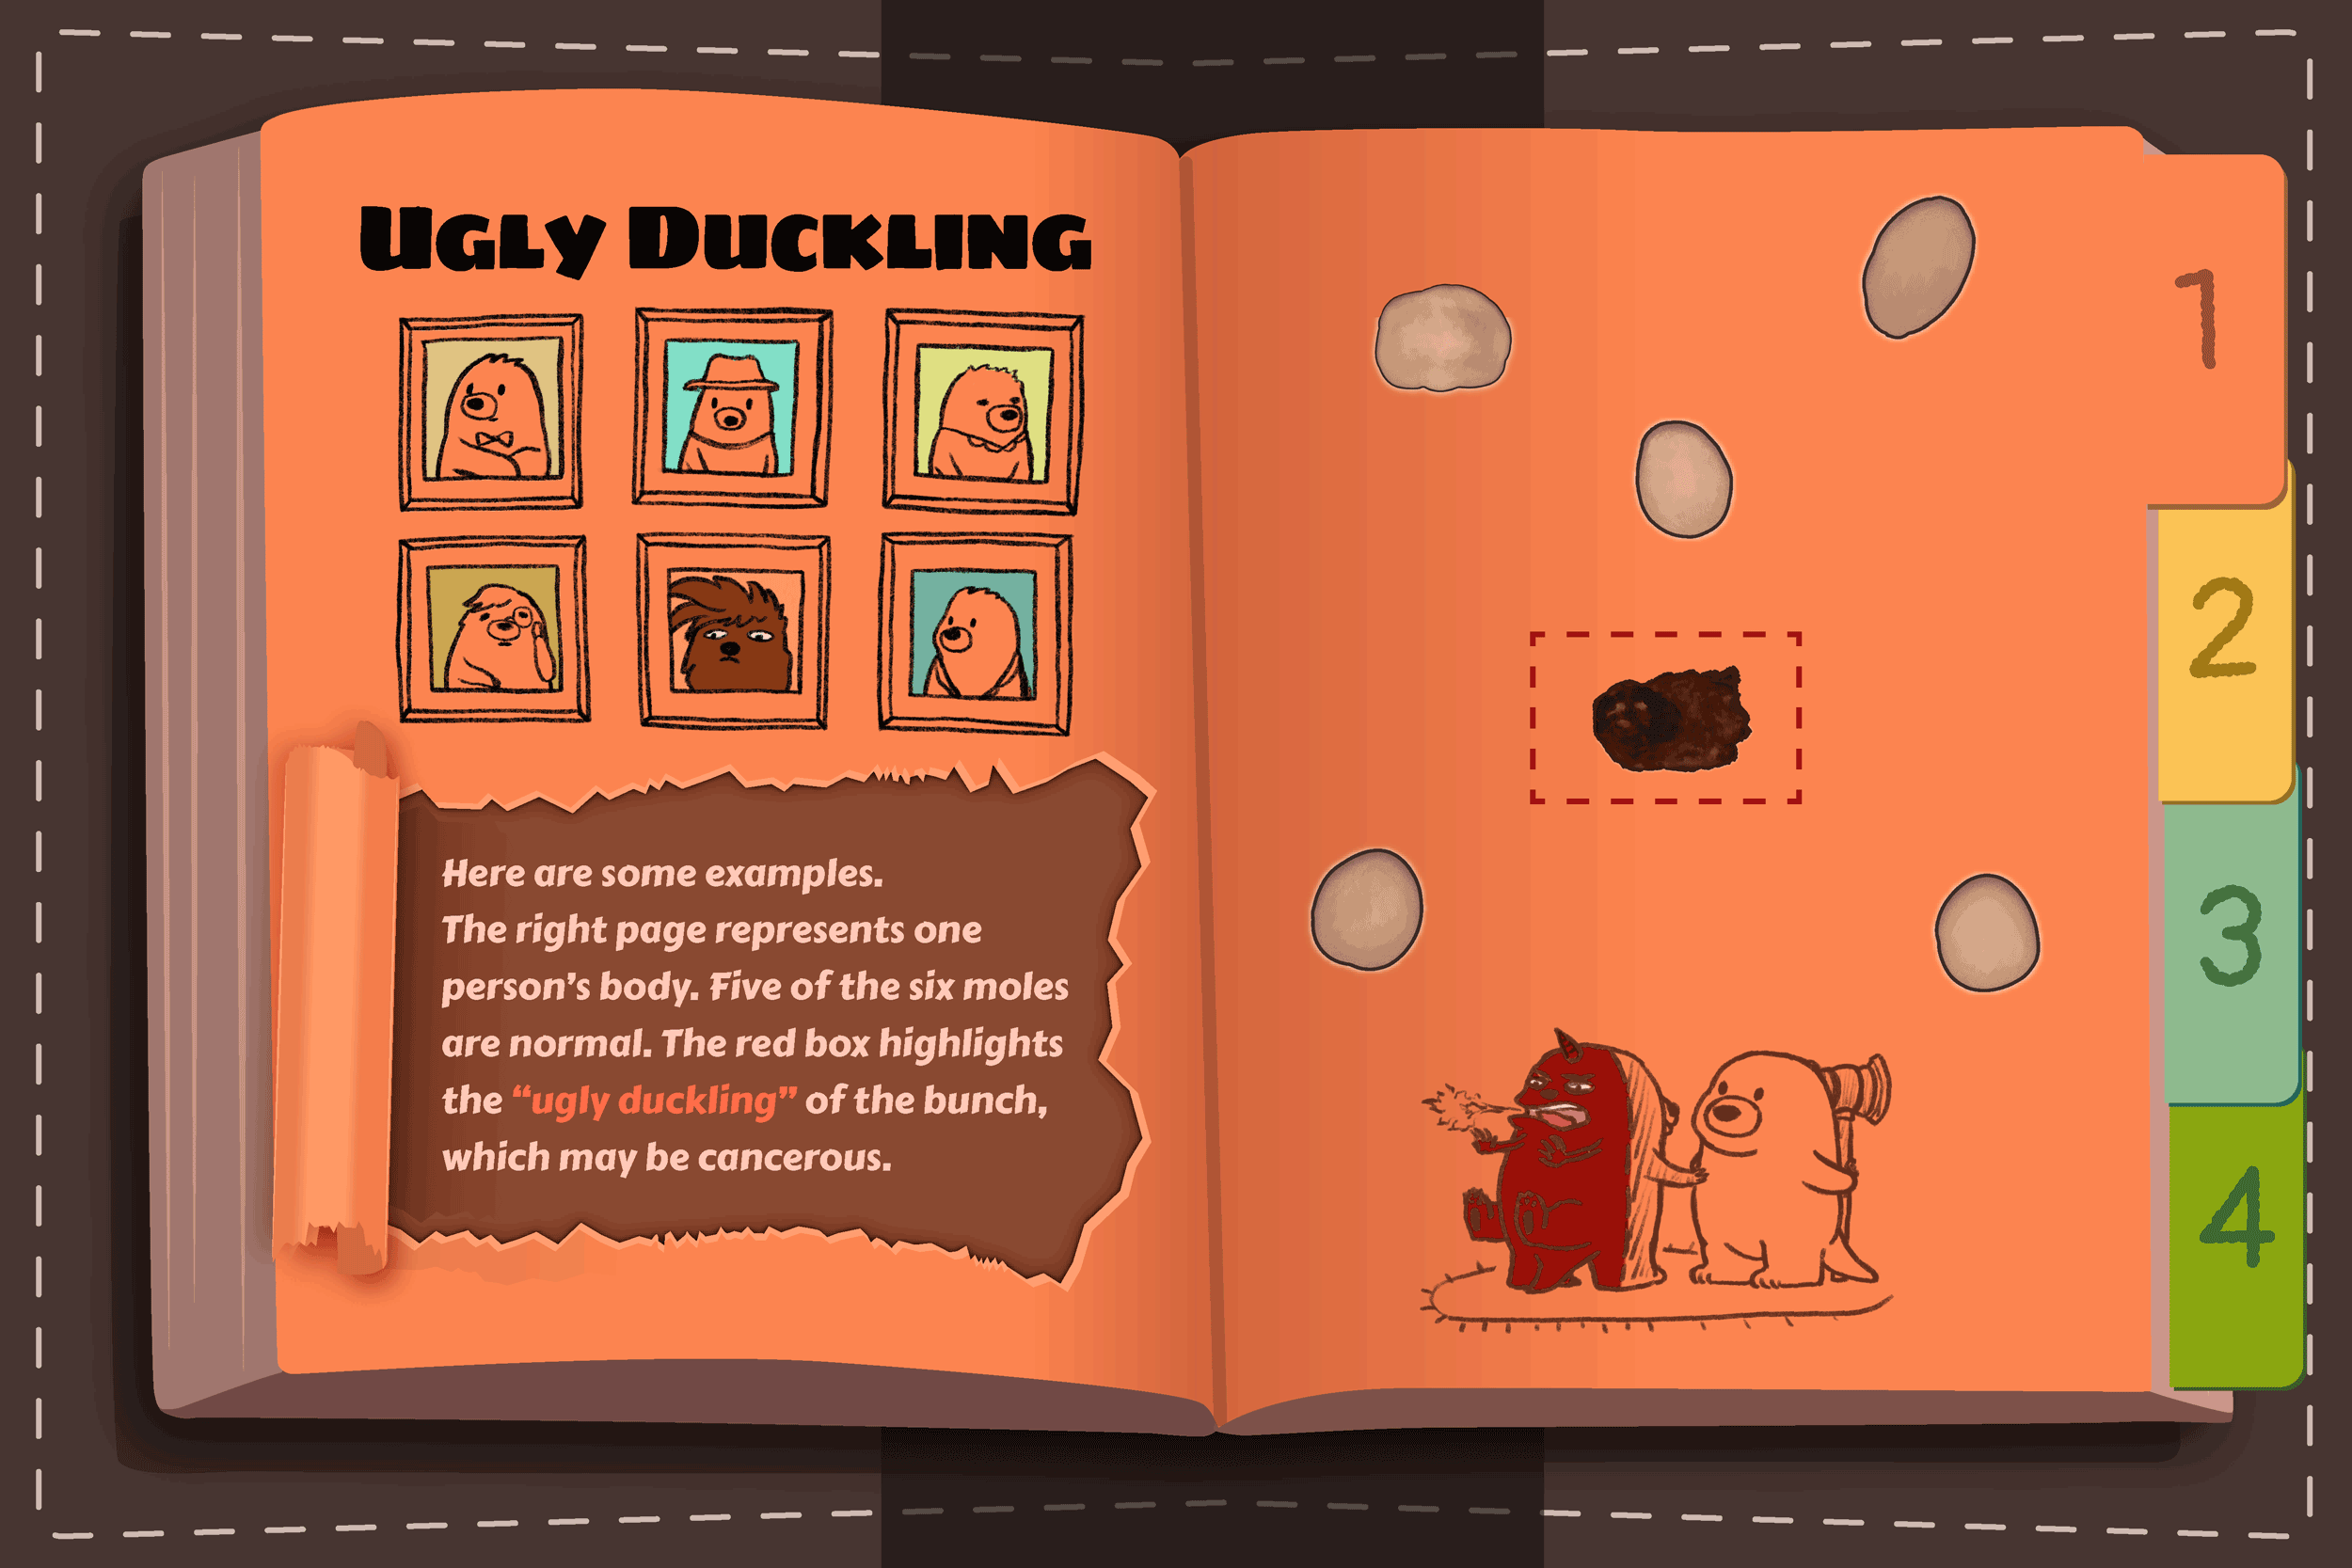 Ugly Duckling
Here are some examples.
The right page represents one
person's body. Five of the six moles
are normal. The red box highlights
the “ugly duckling” of the bunch,
which may be cancerous.
1
2
3
4